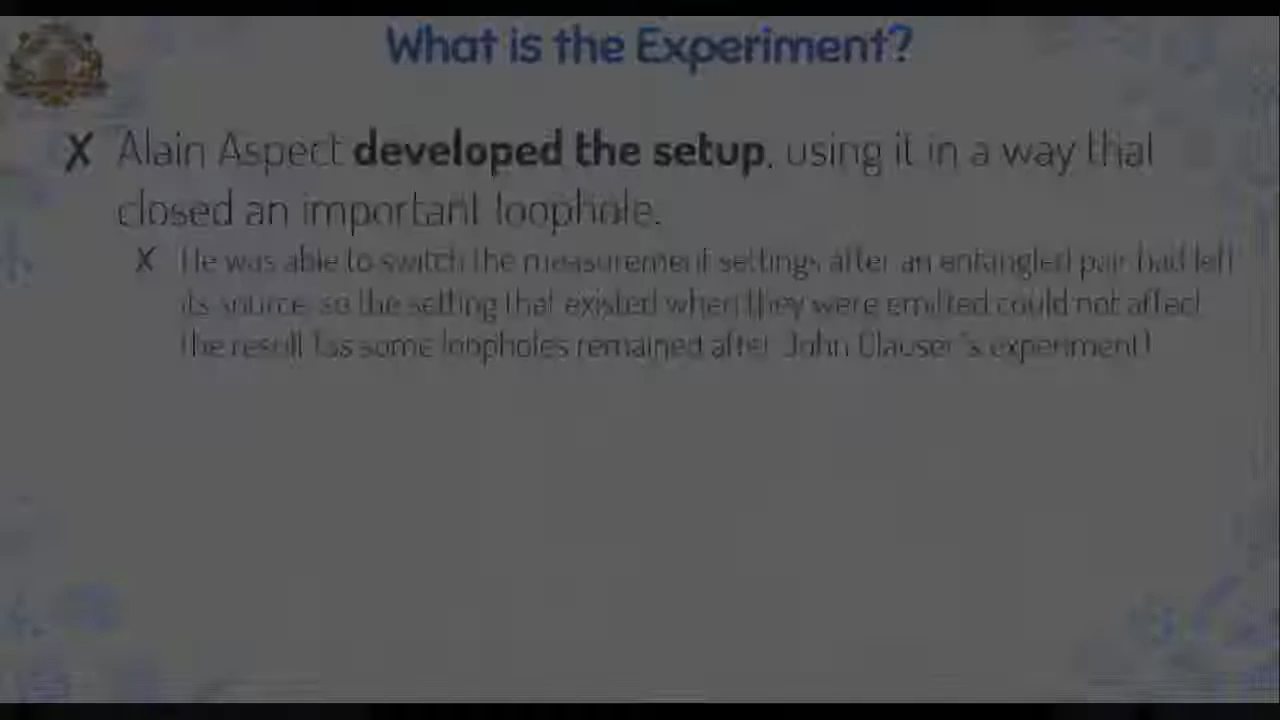 What is the Experiment?
X Alain Aspect developed the setup, using it in a way that
closed an important loophole.
X He was able to switch the measurement settings after an entangled pair had left
its source, so the setting that existed when they were emitted could not affect
the result (as some loopholes remained after John Clauser's experiment)